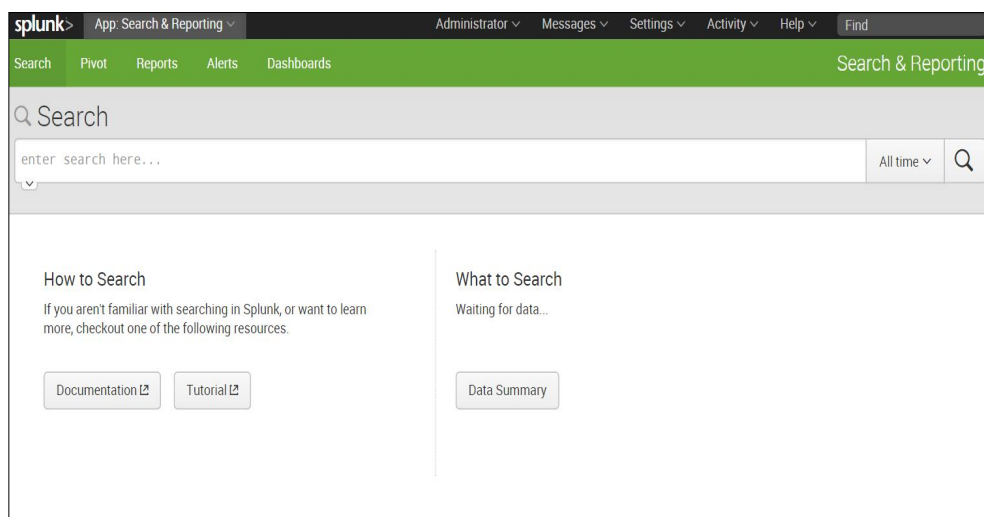 splunk> App: Search & Reporting Administrator Messages Settings Activity Help Find
Search Pivot Reports Alerts Dashboards Search & Reporting
Search
enter search here... All time
How to Search
If you aren't familiar with searching in Splunk, or want to learn
more, checkout one of the following resources.
Documentation Tutorial
What to Search
Waiting for data...
Data Summary